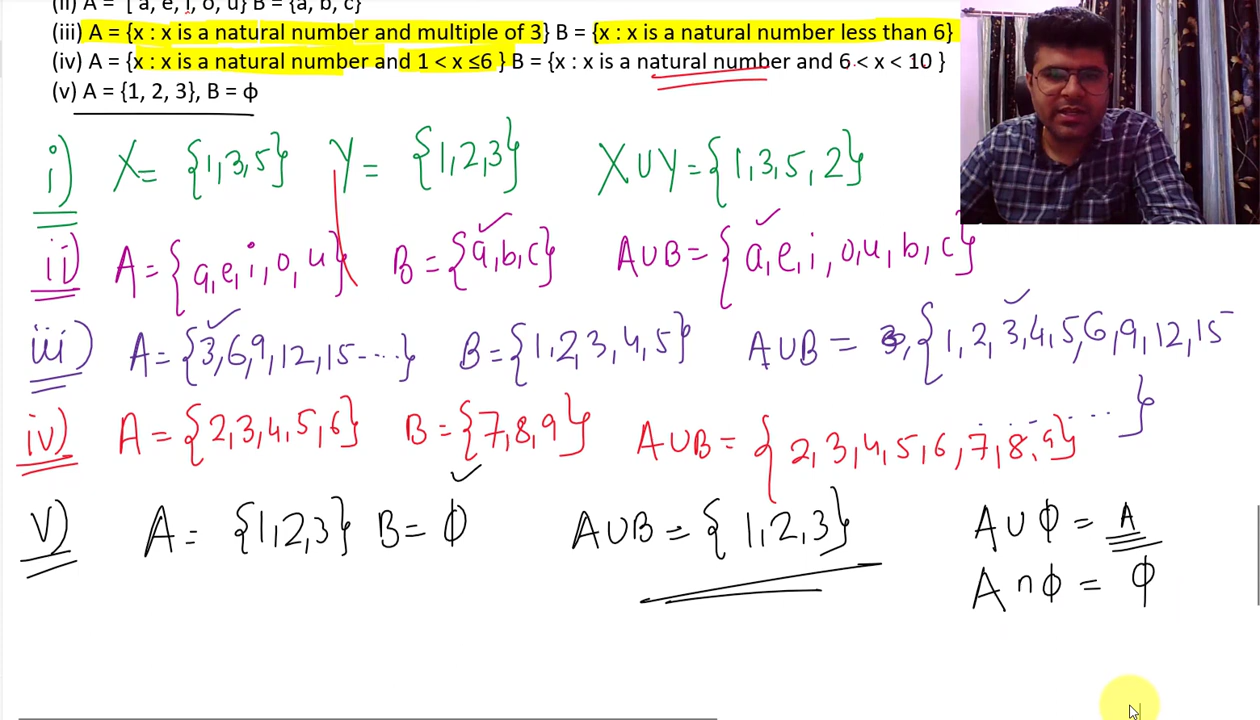 (ii) A = [ a, e, i, o, u} B = {a, b, c}
(iii) A = {x : x is a natural number and multiple of 3} B = {x : x is a natural number less than 6}
(iv) A = {x : x is a natural number and 1 < x ≤6 } B = {x : x is a natural number and 6 < x < 10 }
(v) A = {1, 2, 3}, B = ϕ
i) X = {1,3,5} Y = {1,2,3} X∪Y = {1,3,5,2}
ii) A = {a,e,i,o,u} B = {a,b,c} A∪B = {a,e,i,o,u,b,c}
iii) A = {3,6,9,12,15----} B = {1,2,3,4,5} A∪B = {1,2,3,4,5,6,9,12,15 - - - - - }
iv) A = {2,3,4,5,6} B = {7,8,9} A∪B = {2,3,4,5,6,7,8,9}
v) A = {1,2,3} B = ϕ A∪B = {1,2,3} A∪ϕ = A
A∩ϕ = ϕ